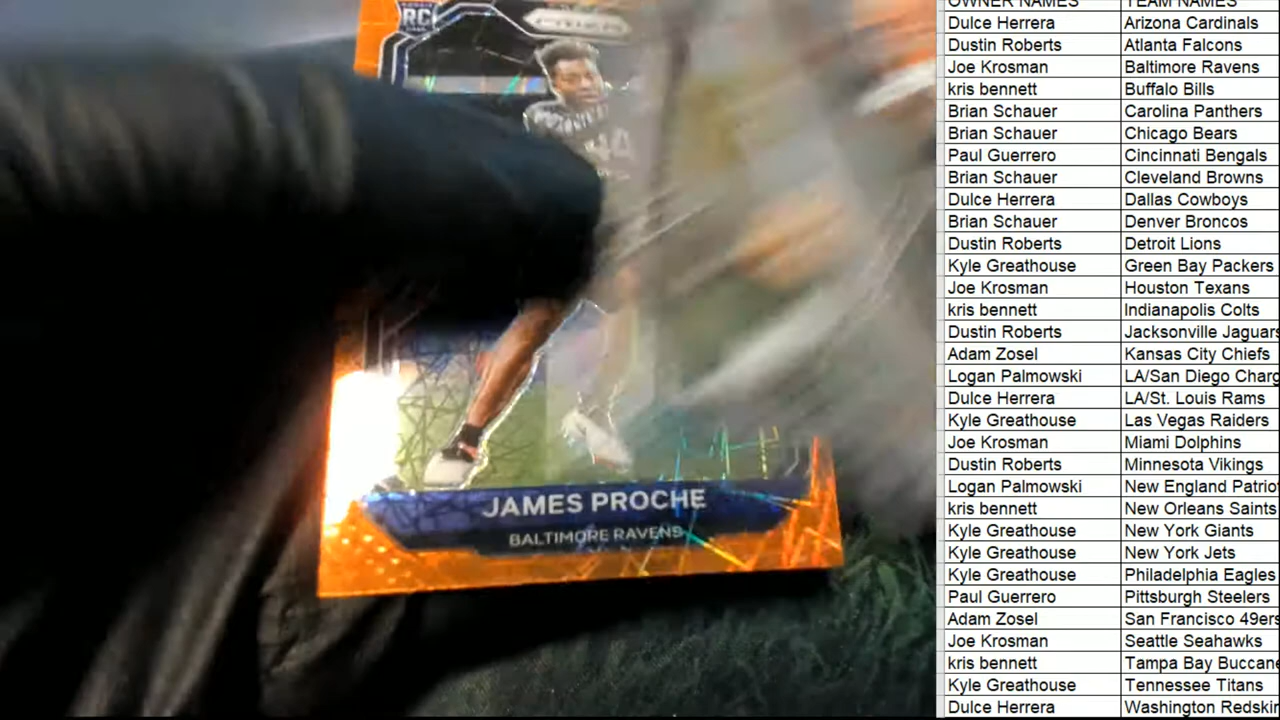 OWNER NAMES TEAM NAMES
Dulce Herrera Arizona Cardinals
Dustin Roberts Atlanta Falcons
Joe Krosman Baltimore Ravens
kris bennett Buffalo Bills
Brian Schauer Carolina Panthers
Brian Schauer Chicago Bears
Paul Guerrero Cincinnati Bengals
Brian Schauer Cleveland Browns
Dulce Herrera Dallas Cowboys
Brian Schauer Denver Broncos
Dustin Roberts Detroit Lions
Kyle Greathouse Green Bay Packers
Joe Krosman Houston Texans
kris bennett Indianapolis Colts
Dustin Roberts Jacksonville Jaguars
Adam Zosel Kansas City Chiefs
Logan Palmowski LA/San Diego Charg
Dulce Herrera LA/St. Louis Rams
Kyle Greathouse Las Vegas Raiders
Joe Krosman Miami Dolphins
Dustin Roberts Minnesota Vikings
Logan Palmowski New England Patriot
kris bennett New Orleans Saints
Kyle Greathouse New York Giants
Kyle Greathouse New York Jets
Kyle Greathouse Philadelphia Eagles
Paul Guerrero Pittsburgh Steelers
Adam Zosel San Francisco 49ers
Joe Krosman Seattle Seahawks
kris bennett Tampa Bay Buccane
Kyle Greathouse Tennessee Titans
Dulce Herrera Washington Redskin
RC
JAMES PROCHE
BALTIMORE RAVENS